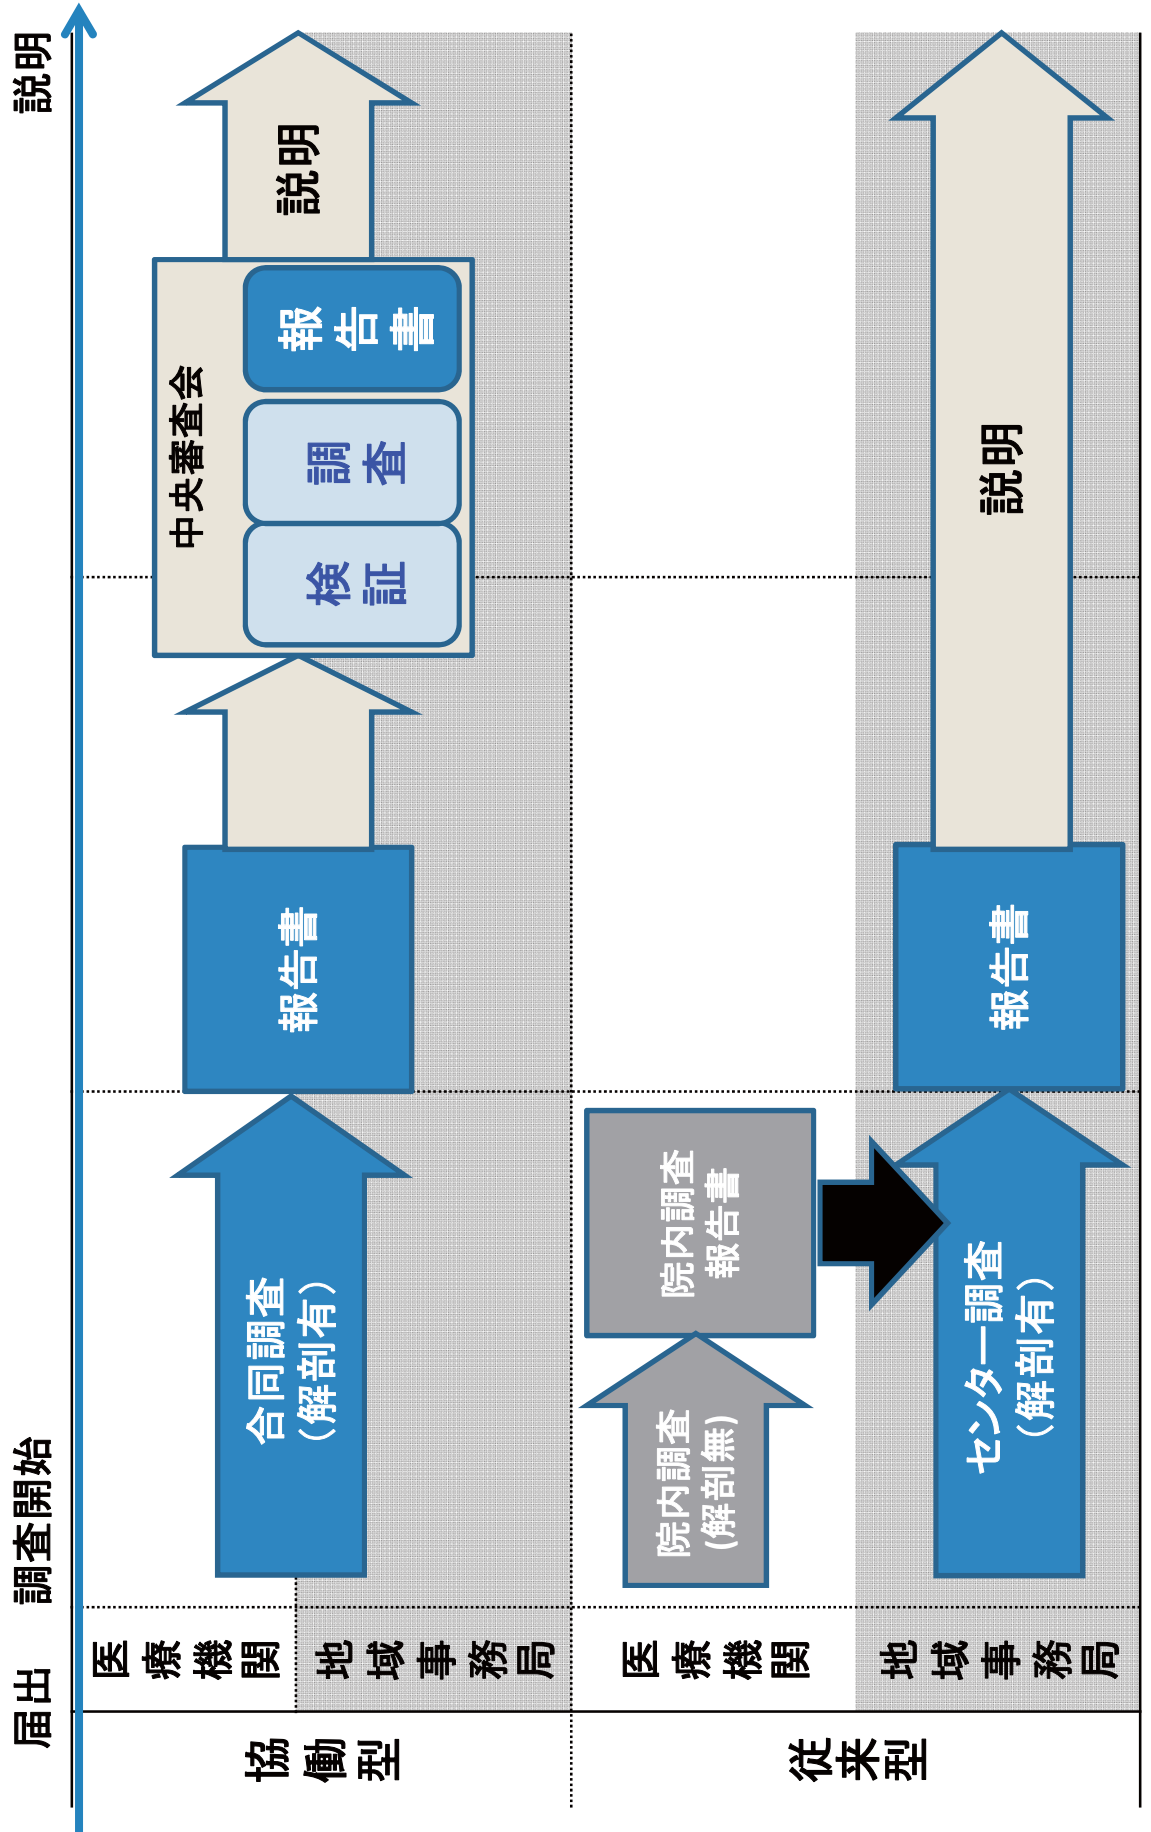 届出
調査開始
説明
協働型
医療機関
地域事務局
合同調査
（解剖有）
報告書
中央審査会
検証
調査
報告書
説明
従来型
医療機関
地域事務局
院内調査
(解剖無)
院内調査
報告書
センター調査
（解剖有）
報告書
説明